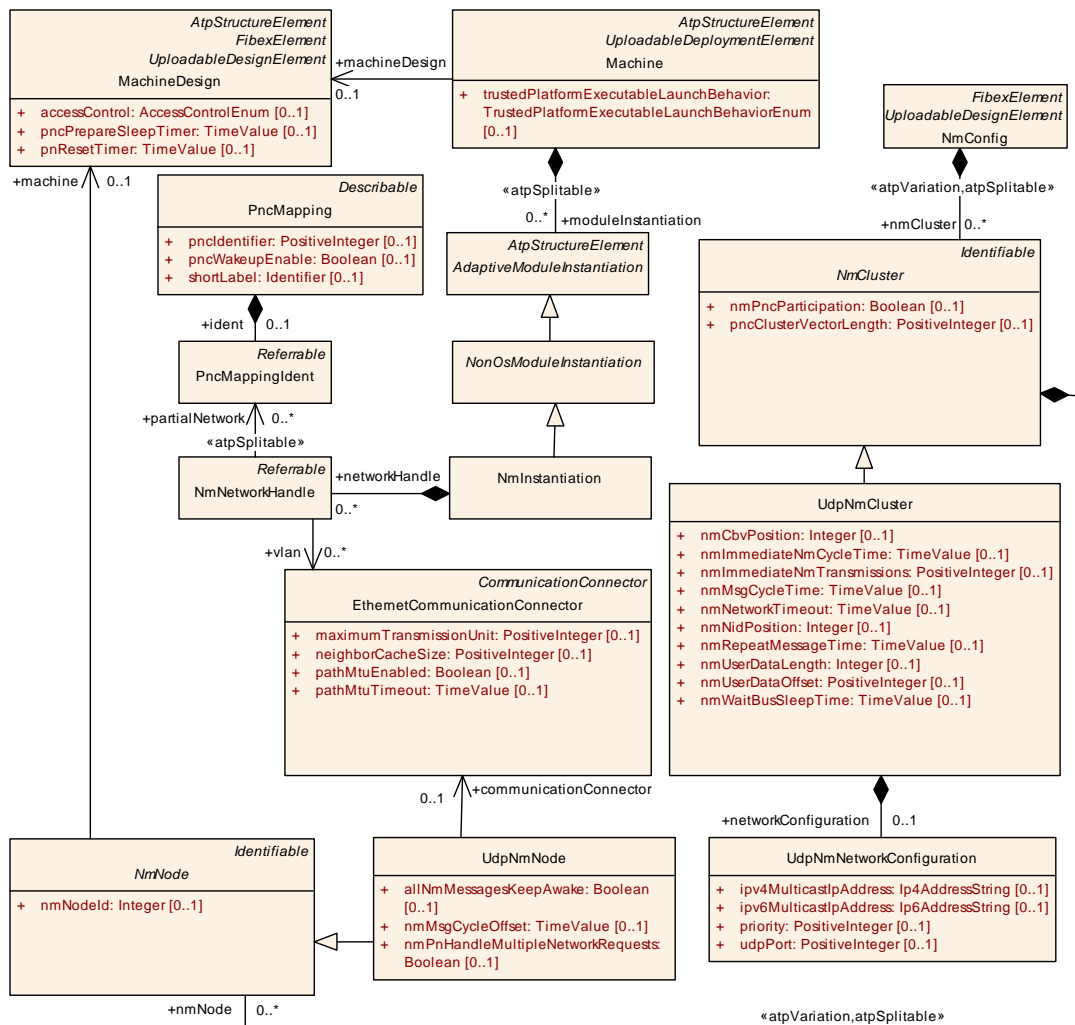 AtpStructureElement
FibexElement
UploadableDesignElement
MachineDesign
+ accessControl: AccessControlEnum [0..1]
+ pncPrepareSleepTimer: TimeValue [0..1]
+ pnResetTimer: TimeValue [0..1]
+machineDesign
0..1
AtpStructureElement
UploadableDeploymentElement
Machine
+ trustedPlatformExecutableLaunchBehavior:
TrustedPlatformExecutableLaunchBehaviorEnum
[0..1]
FibexElement
UploadableDesignElement
NmConfig
+machine
0..1
«atpSplitable»
0..*
+moduleInstantiation
«atpVariation,atpSplitable»
+nmCluster
0..*
Describable
PncMapping
+ pncIdentifier: PositiveInteger [0..1]
+ pncWakeupEnable: Boolean [0..1]
+ shortLabel: Identifier [0..1]
AtpStructureElement
AdaptiveModuleInstantiation
Identifiable
NmCluster
+ nmPncParticipation: Boolean [0..1]
+ pncClusterVectorLength: PositiveInteger [0..1]
+ident
0..1
Referrable
PncMappingIdent
NonOsModuleInstantiation
+partialNetwork
0..*
«atpSplitable»
Referrable
NmNetworkHandle
+networkHandle
0..*
NmInstantiation
+vlan
0..*
UdpNmCluster
+ nmCbvPosition: Integer [0..1]
+ nmImmediateNmCycleTime: TimeValue [0..1]
+ nmImmediateNmTransmissions: PositiveInteger [0..1]
+ nmMsgCycleTime: TimeValue [0..1]
+ nmNetworkTimeout: TimeValue [0..1]
+ nmNidPosition: Integer [0..1]
+ nmRepeatMessageTime: TimeValue [0..1]
+ nmUserDataLength: Integer [0..1]
+ nmUserDataOffset: PositiveInteger [0..1]
+ nmWaitBusSleepTime: TimeValue [0..1]
CommunicationConnector
EthernetCommunicationConnector
+ maximumTransmissionUnit: PositiveInteger [0..1]
+ neighborCacheSize: PositiveInteger [0..1]
+ pathMtuEnabled: Boolean [0..1]
+ pathMtuTimeout: TimeValue [0..1]
0..1
+communicationConnector
+networkConfiguration
0..1
Identifiable
NmNode
+ nmNodeId: Integer [0..1]
UdpNmNode
+ allNmMessagesKeepAwake: Boolean
[0..1]
+ nmMsgCycleOffset: TimeValue [0..1]
+ nmPnHandleMultipleNetworkRequests:
Boolean [0..1]
UdpNmNetworkConfiguration
+ ipv4MulticastIpAddress: Ip4AddressString [0..1]
+ ipv6MulticastIpAddress: Ip6AddressString [0..1]
+ priority: PositiveInteger [0..1]
+ udpPort: PositiveInteger [0..1]
+nmNode
0..*
«atpVariation,atpSplitable»